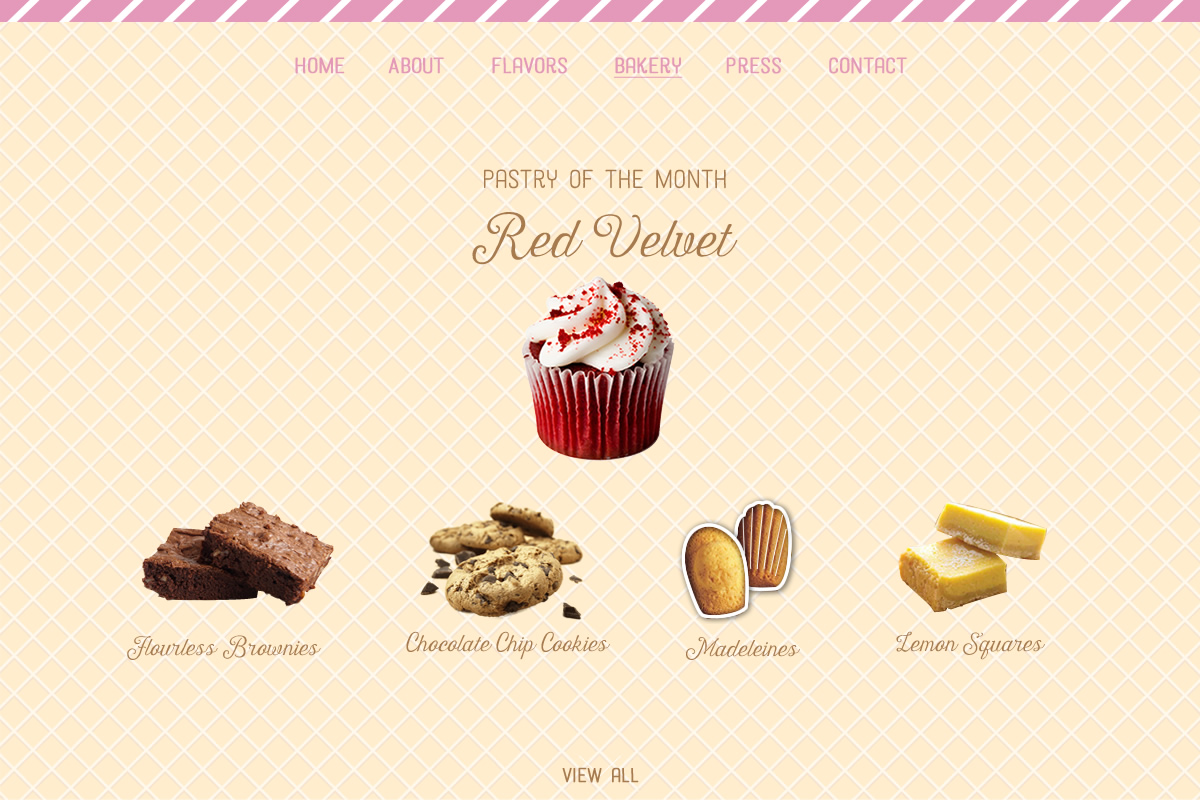 HOME ABOUT FLAVORS BAKERY PRESS CONTACT
PASTRY OF THE MONTH
Red Velvet
Flourless Brownies Chocolate Chip Cookies Madeleines Lemon Squares
VIEW ALL